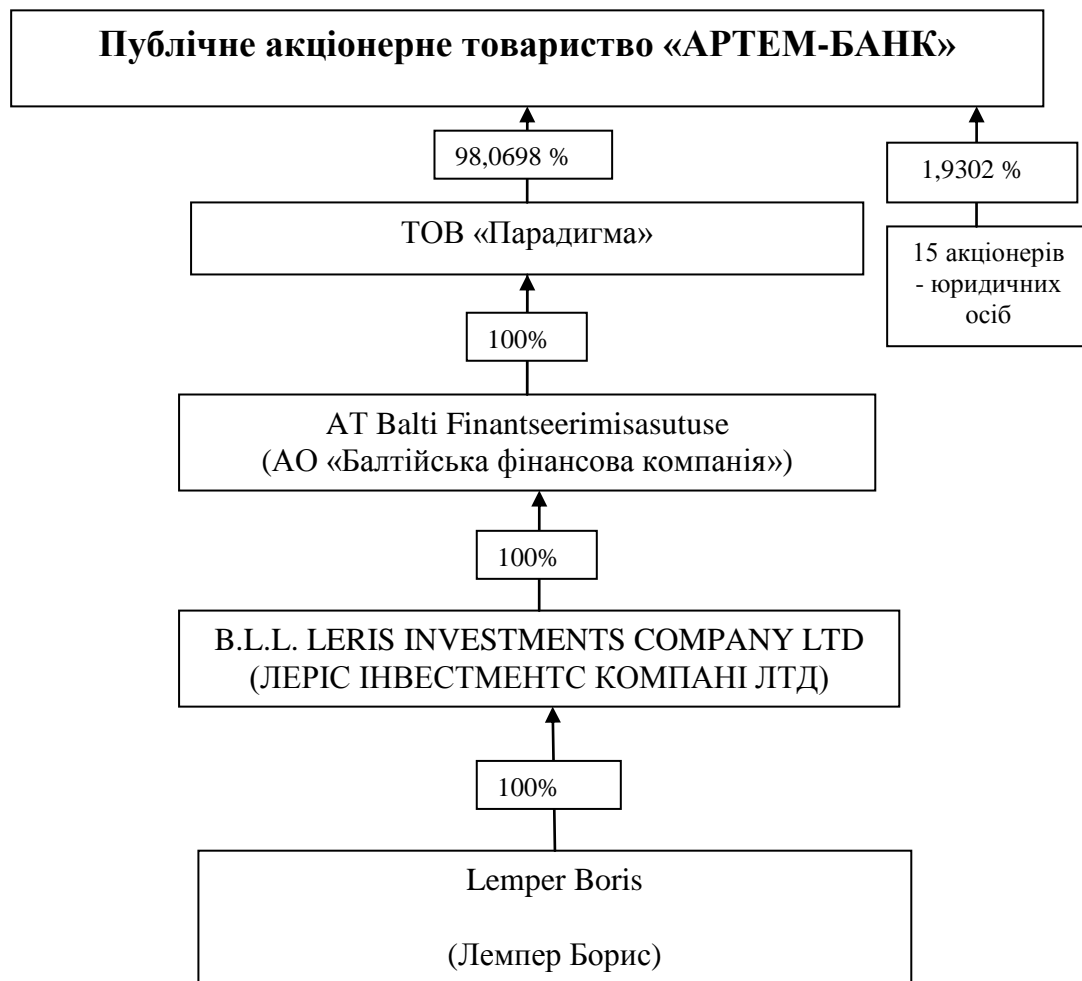 Публічне акціонерне товариство «АРТЕМ-БАНК»
98,0698 %
1,9302 %
ТОВ «Парадигма»
15 акціонерів
- юридичних
осіб
100%
AT Balti Finantseerimisasutuse
(АО «Балтійська фінансова компанія»)
100%
B.L.L. LERIS INVESTMENTS COMPANY LTD
(ЛЕРІС ІНВЕСТМЕНТС КОМПАНІ ЛТД)
100%
Lemper Boris
(Лемпер Борис)